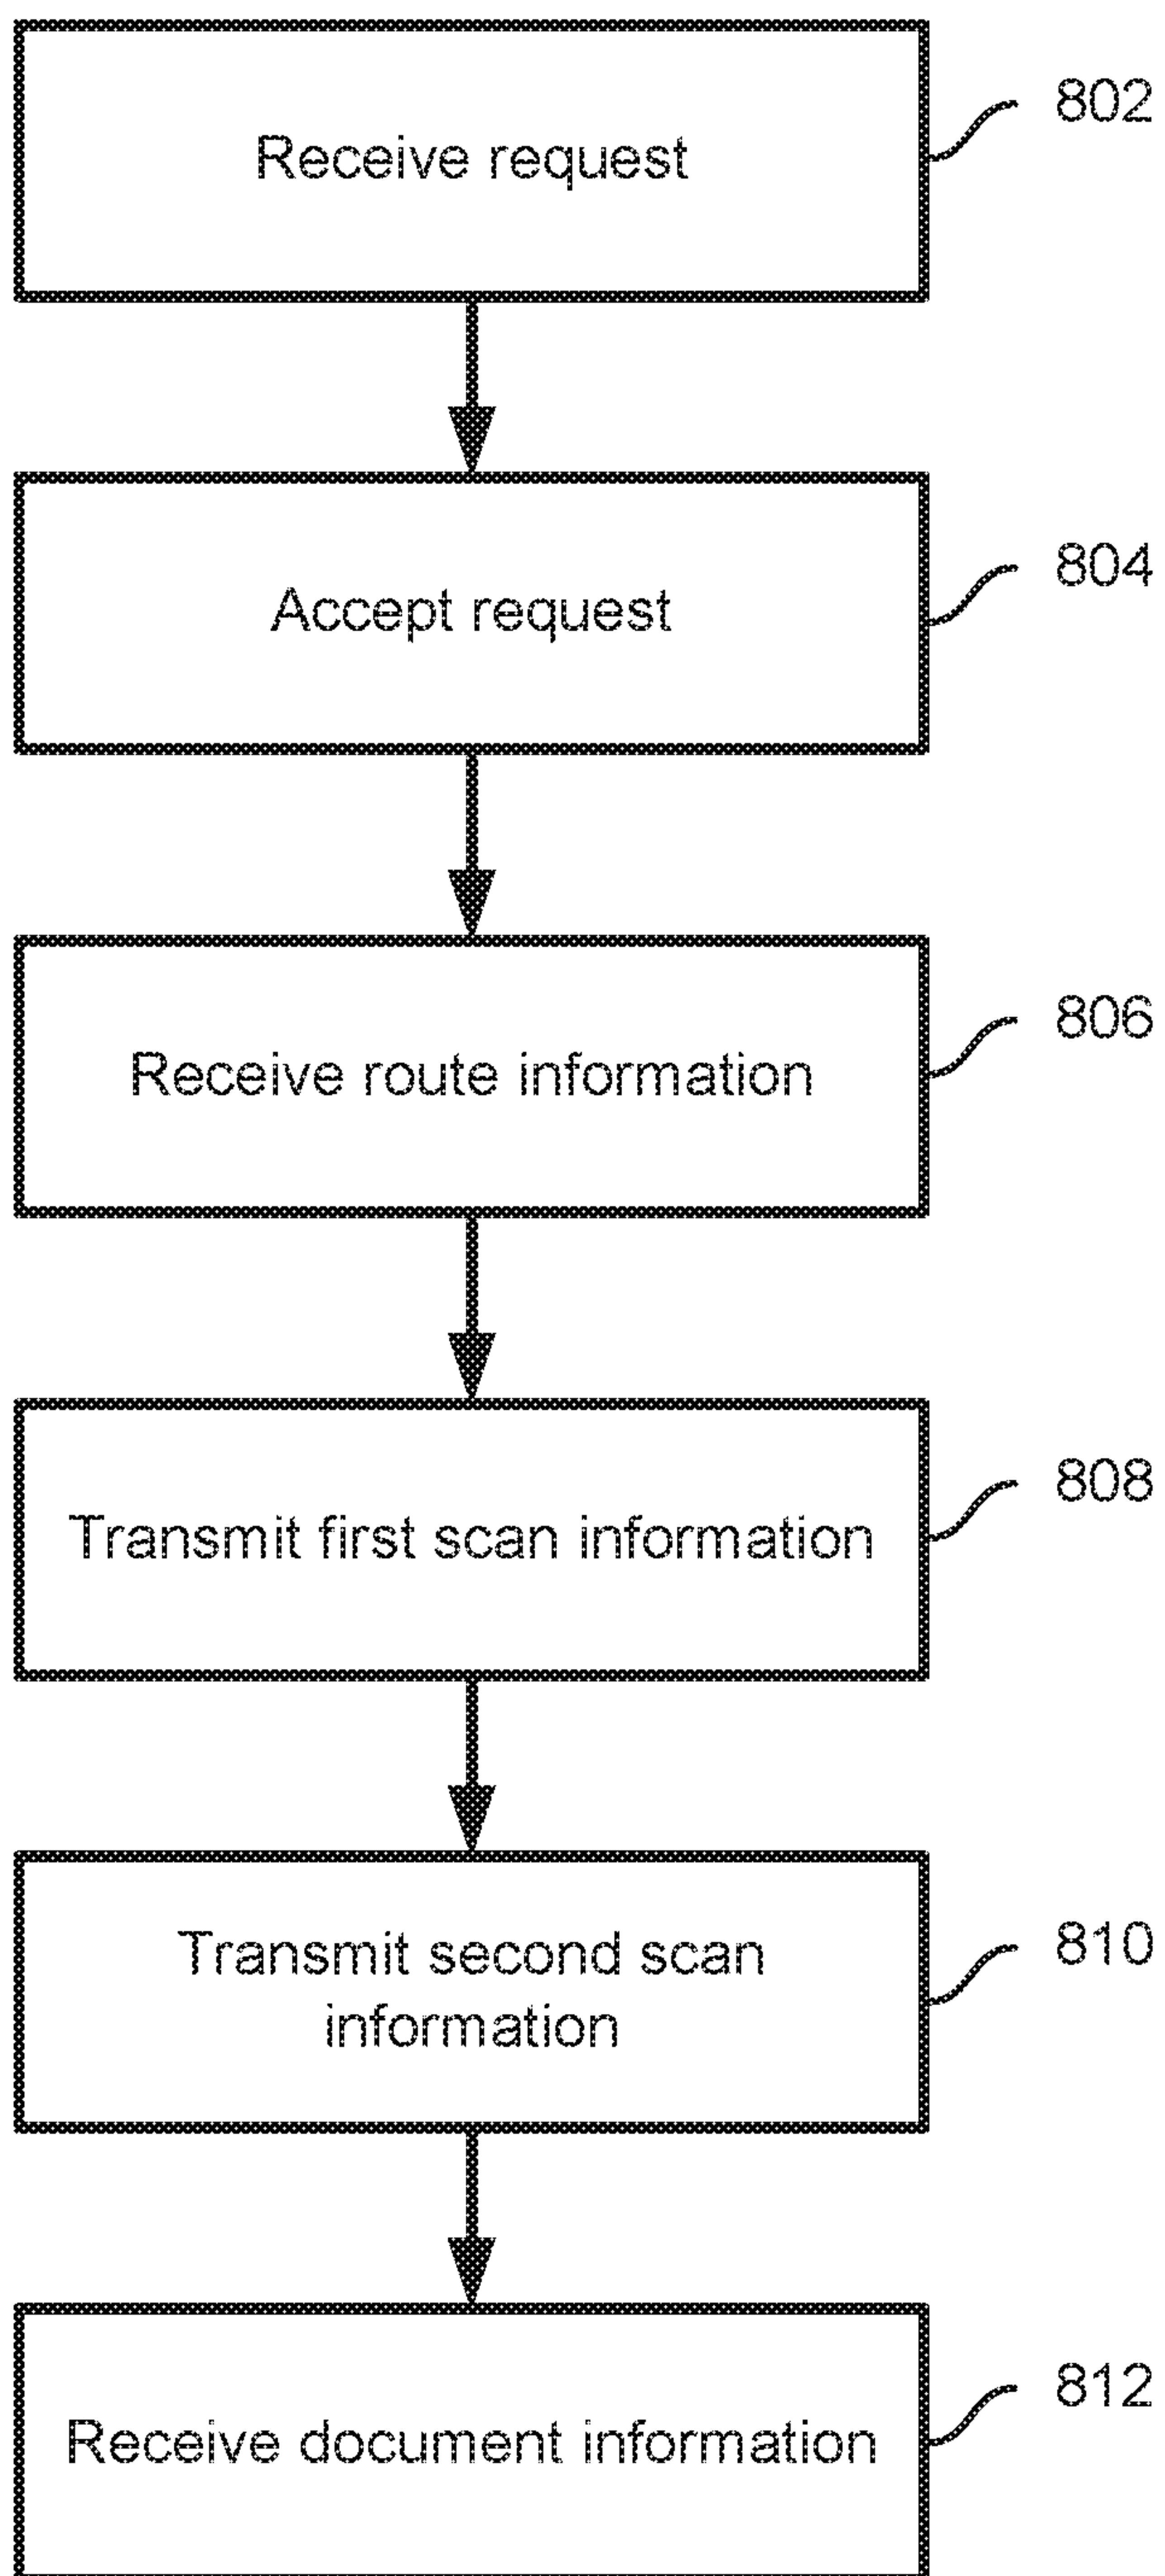 Receive request
802
Accept request
804
Receive route information
806
Transmit first scan information
808
Transmit second scan
information
810
Receive document information
812